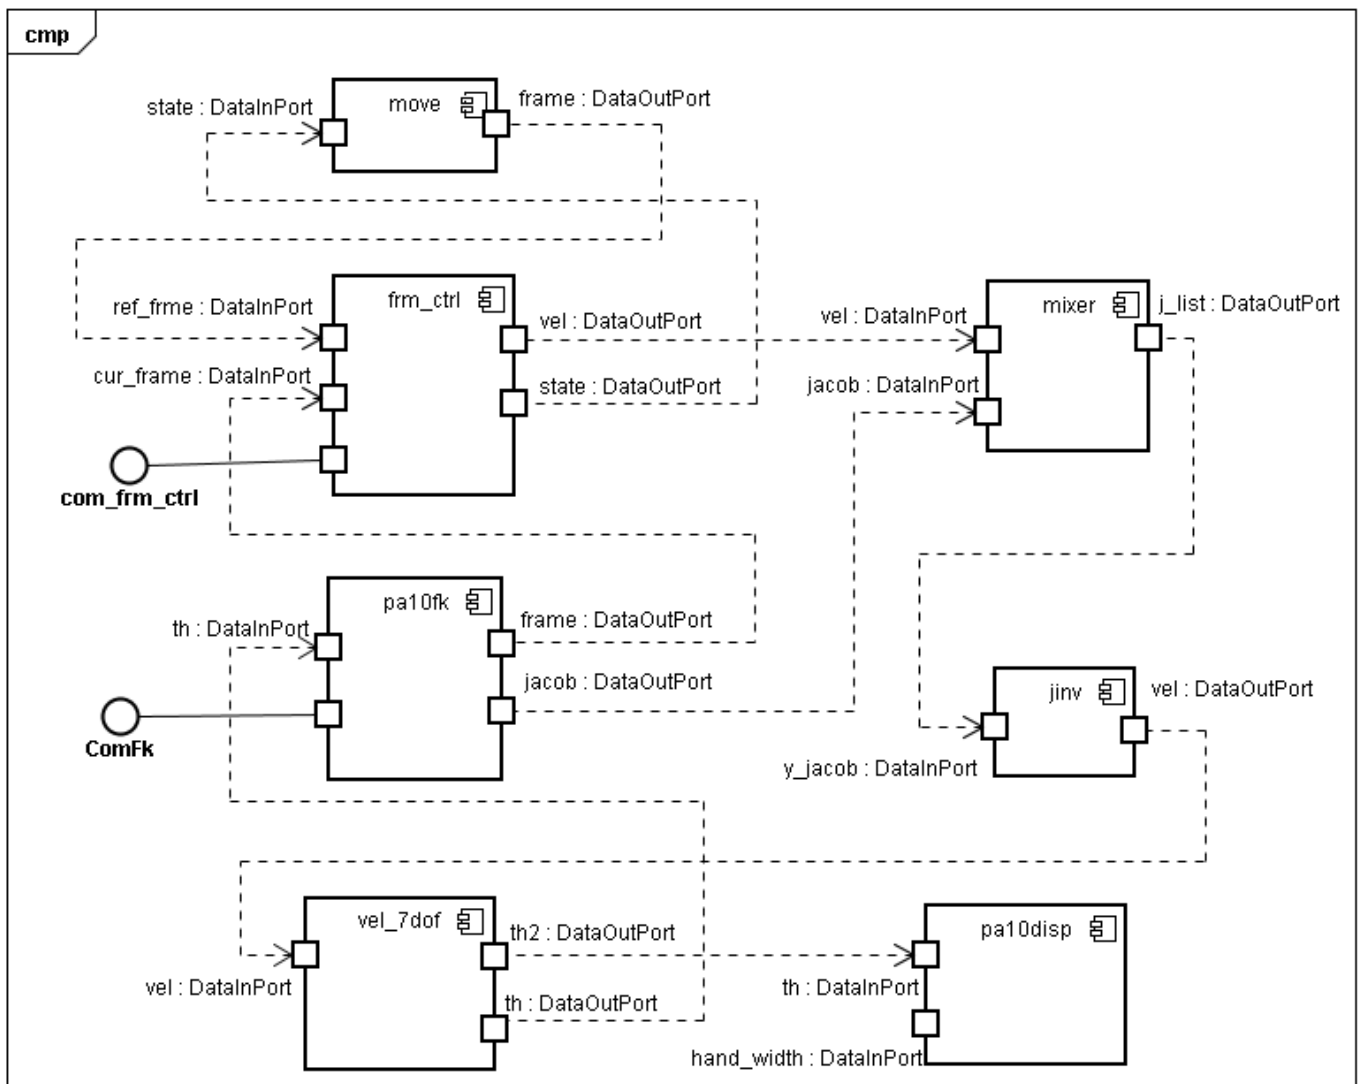 cmp
move
state : DataInPort
frame : DataOutPort
frm_ctrl
ref_frme : DataInPort
vel : DataOutPort
cur_frame : DataInPort
state : DataOutPort
com_frm_ctrl
mixer
j_list : DataOutPort
vel : DataInPort
jacob : DataInPort
pa10fk
th : DataInPort
frame : DataOutPort
jacob : DataOutPort
ComFk
jinv
vel : DataOutPort
y_jacob : DataInPort
vel_7dof
th2 : DataOutPort
vel : DataInPort
th : DataOutPort
pa10disp
th : DataInPort
hand_width : DataInPort